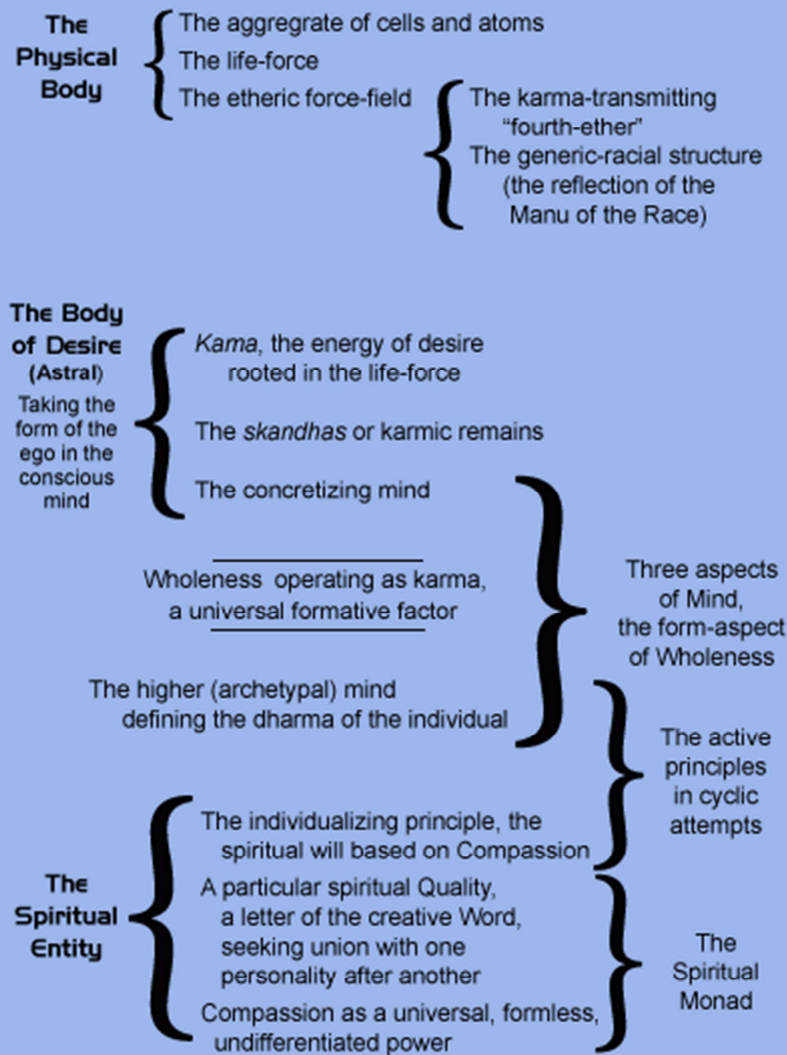 The
Physical
Body
The aggregrate of cells and atoms
The life-force
The etheric force-field
The karma-transmitting
"fourth-ether"
The generic-racial structure
(the reflection of the
Manu of the Race)
The Body
of Desire
(Astral)
Taking the
form of the
ego in the
conscious
mind
Kama, the energy of desire
rooted in the life-force
The skandhas or karmic remains
The concretizing mind
Wholeness operating as karma,
a universal formative factor
The higher (archetypal) mind
defining the dharma of the individual
Three aspects
of Mind,
the form-aspect
of Wholeness
The active
principles
in cyclic
attempts
The
Spiritual
Entity
The individualizing principle, the
spiritual will based on Compassion
A particular spiritual Quality,
a letter of the creative Word,
seeking union with one
personality after another
Compassion as a universal, formless,
undifferentiated power
The
Spiritual
Monad